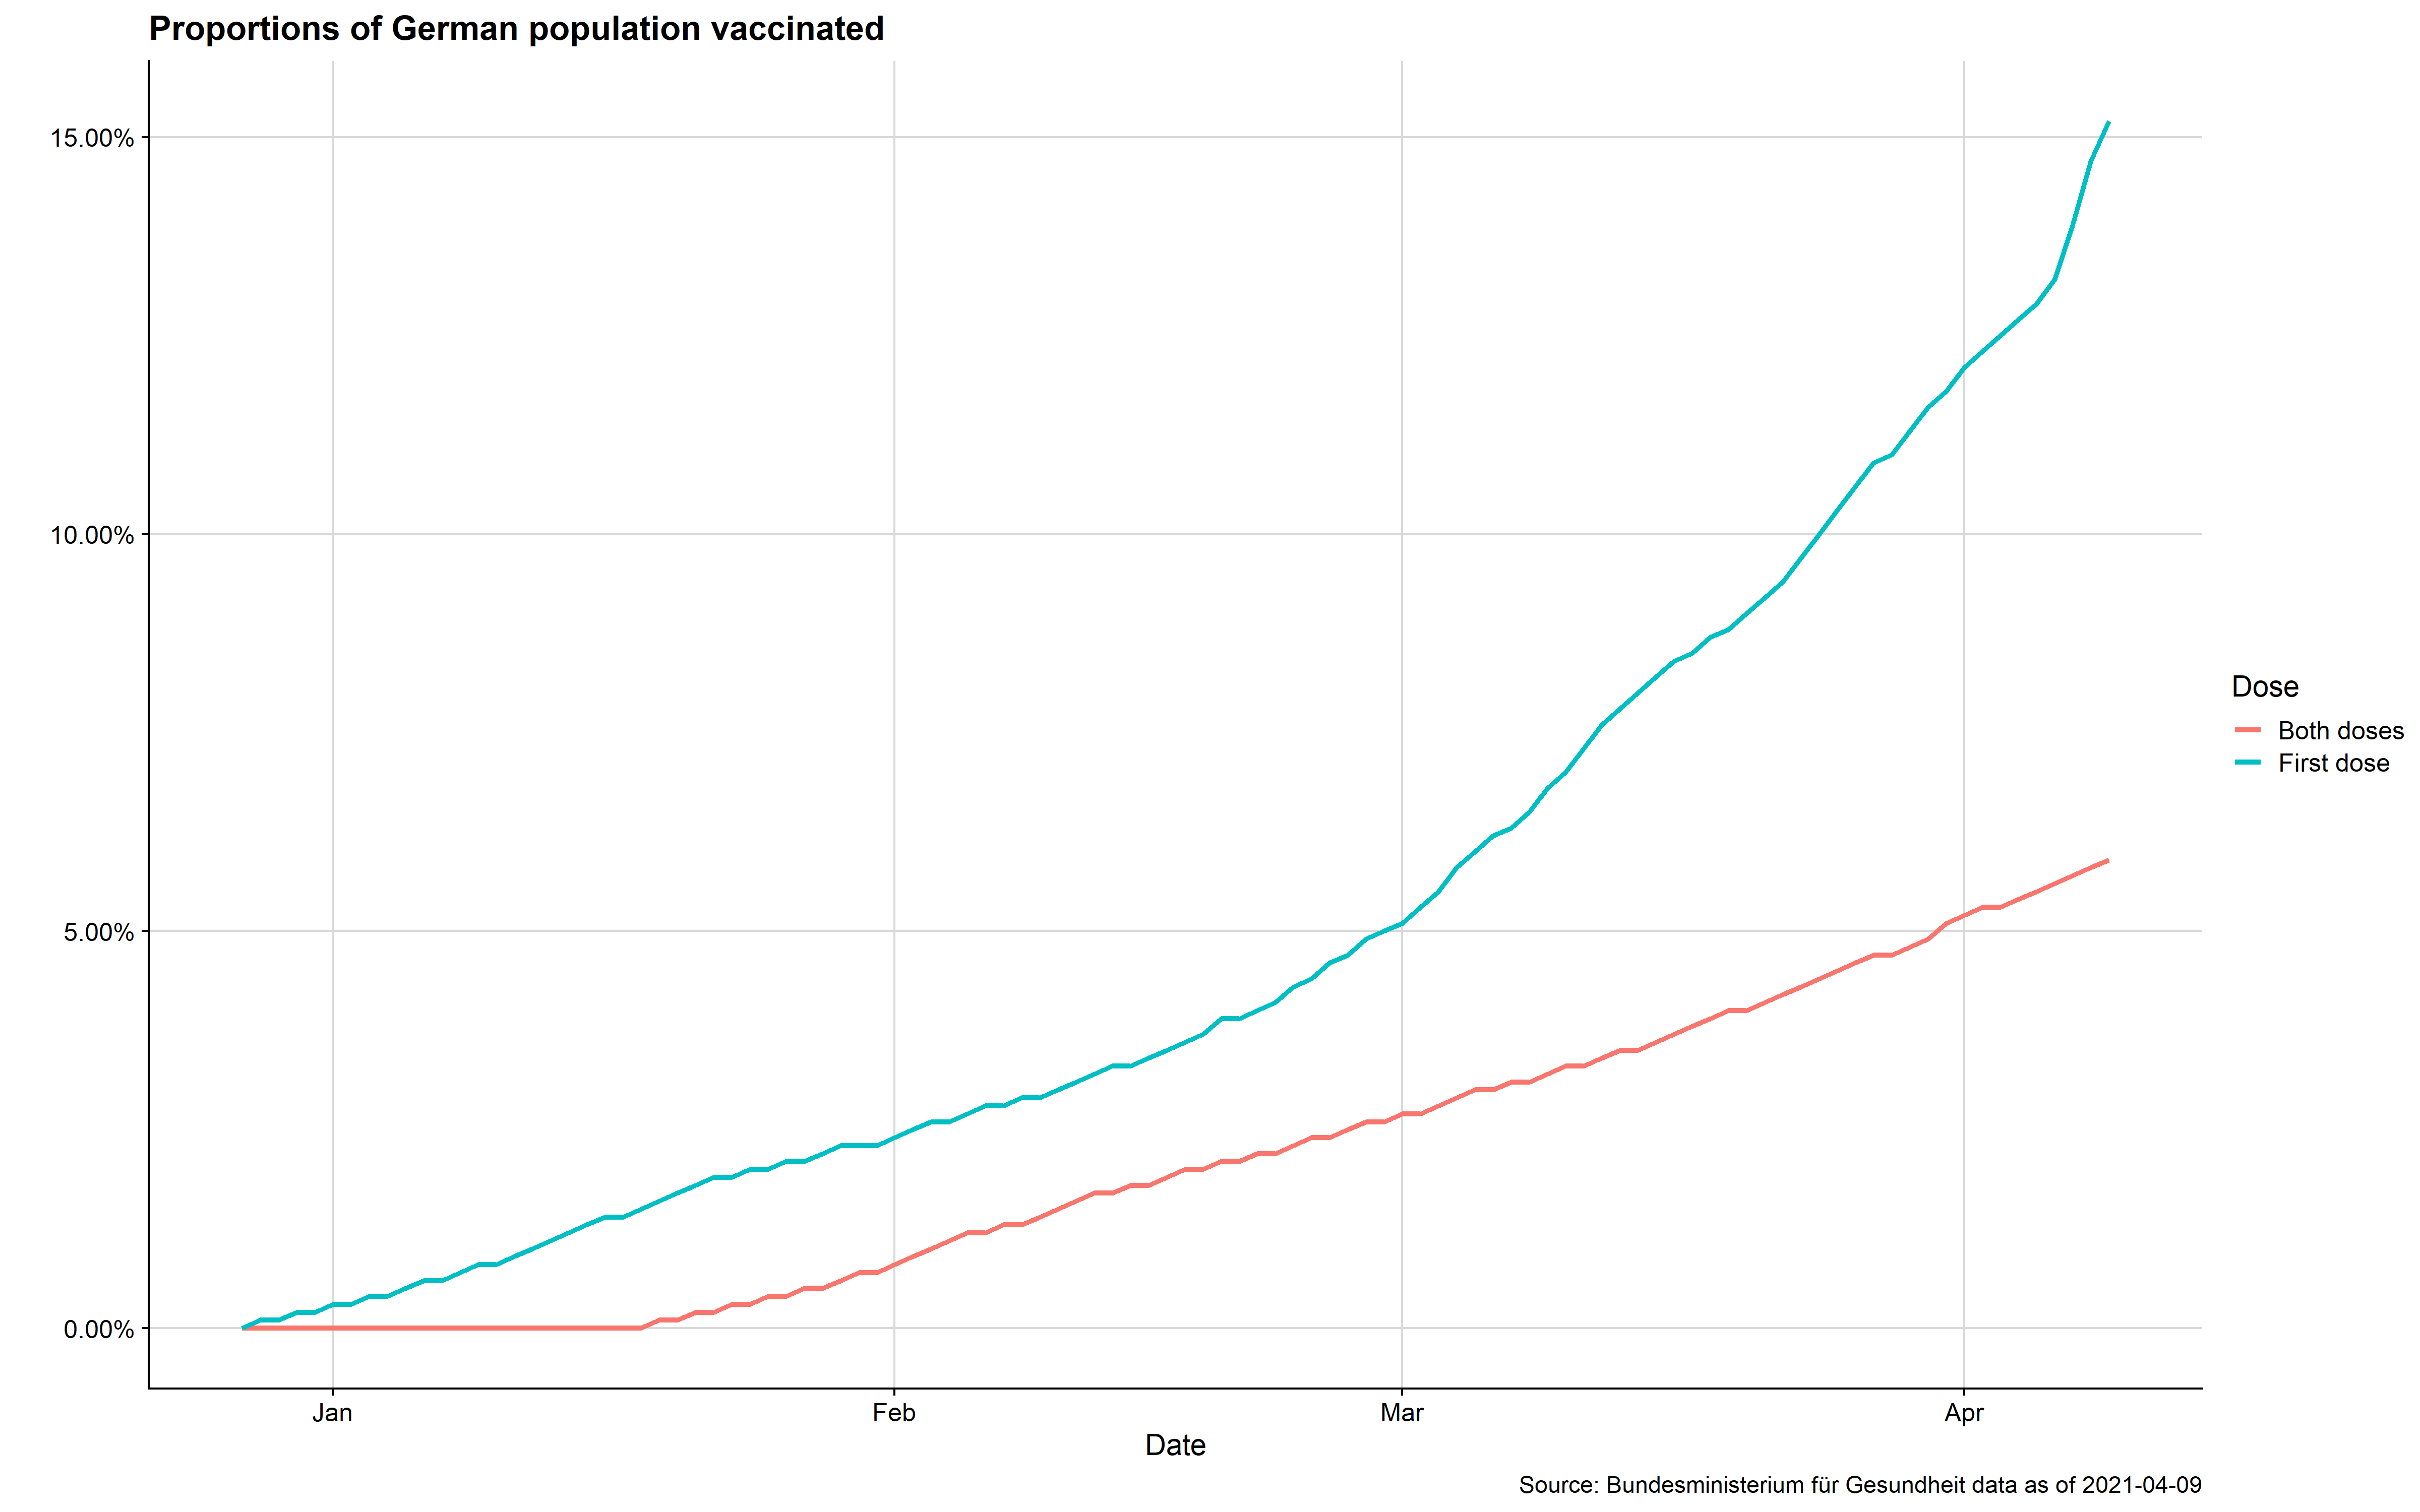 Proportions of German population vaccinated
15.00%
10.00%
5.00%
0.00%
Jan Feb Mar Apr
Date
Dose
Both doses
First dose
Source: Bundesministerium für Gesundheit data as of 2021-04-09